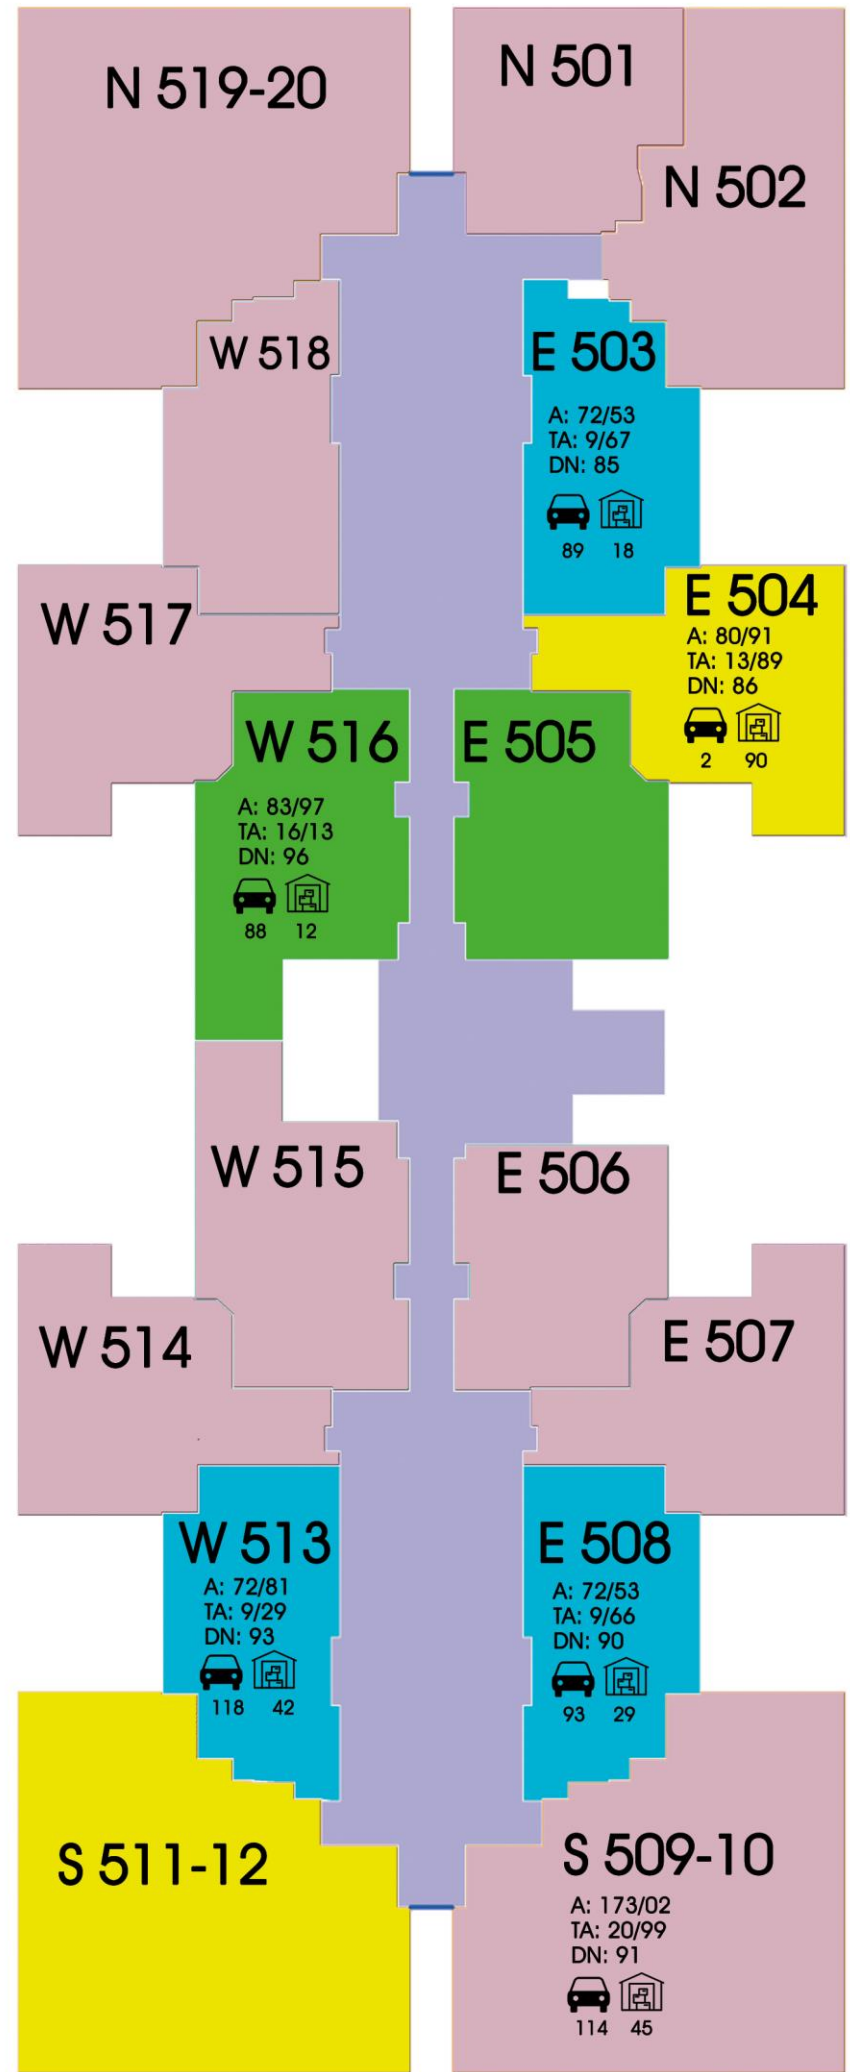 N 519-20
N 501
N 502
W 518
E 503
A: 72/53
TA: 9/67
DN: 85
89 18
W 517
E 504
A: 80/91
TA: 13/89
DN: 86
2 90
W 516
A: 83/97
TA: 16/13
DN: 96
88 12
E 505
W 515
E 506
W 514
E 507
W 513
A: 72/81
TA: 9/29
DN: 93
118 42
E 508
A: 72/53
TA: 9/66
DN: 90
93 29
S 511-12
S 509-10
A: 173/02
TA: 20/99
DN: 91
114 45